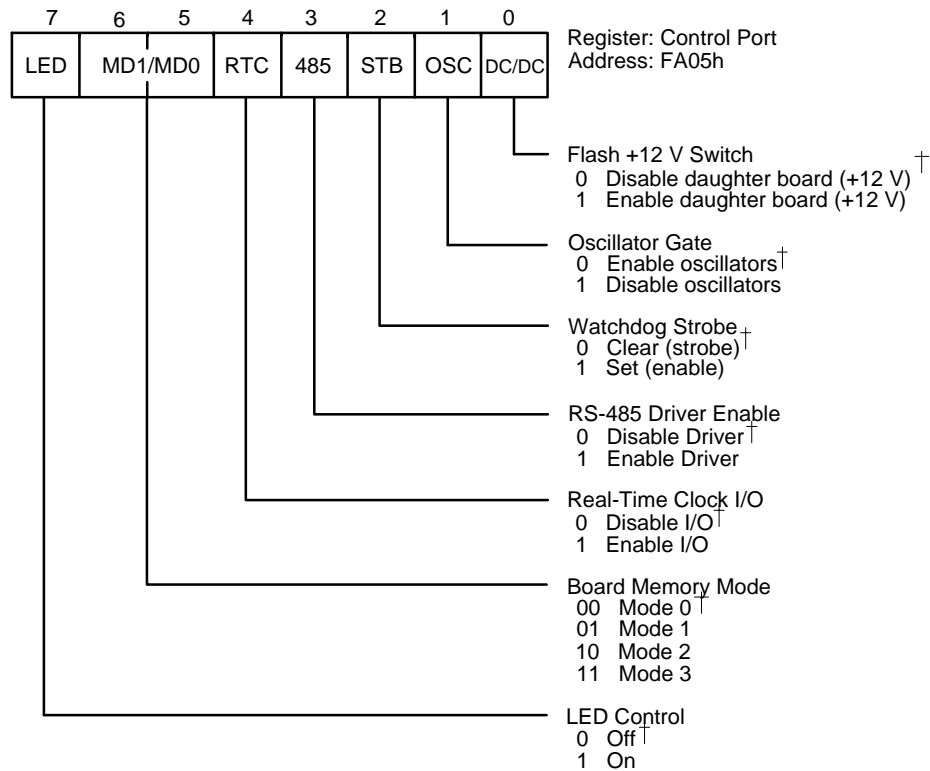 7 6 5 4 3 2 1 0
LED MD1/MD0 RTC 485 STB OSC DC/DC
Register: Control Port
Address: FA05h
Flash +12 V Switch
0 Disable daughter board (+12 V) †
1 Enable daughter board (+12 V)
Oscillator Gate
0 Enable oscillators†
1 Disable oscillators
Watchdog Strobe
0 Clear (strobe)†
1 Set (enable)
RS-485 Driver Enable
0 Disable Driver†
1 Enable Driver
Real-Time Clock I/O
0 Disable I/O†
1 Enable I/O
Board Memory Mode
00 Mode 0†
01 Mode 1
10 Mode 2
11 Mode 3
LED Control
0 Off†
1 On